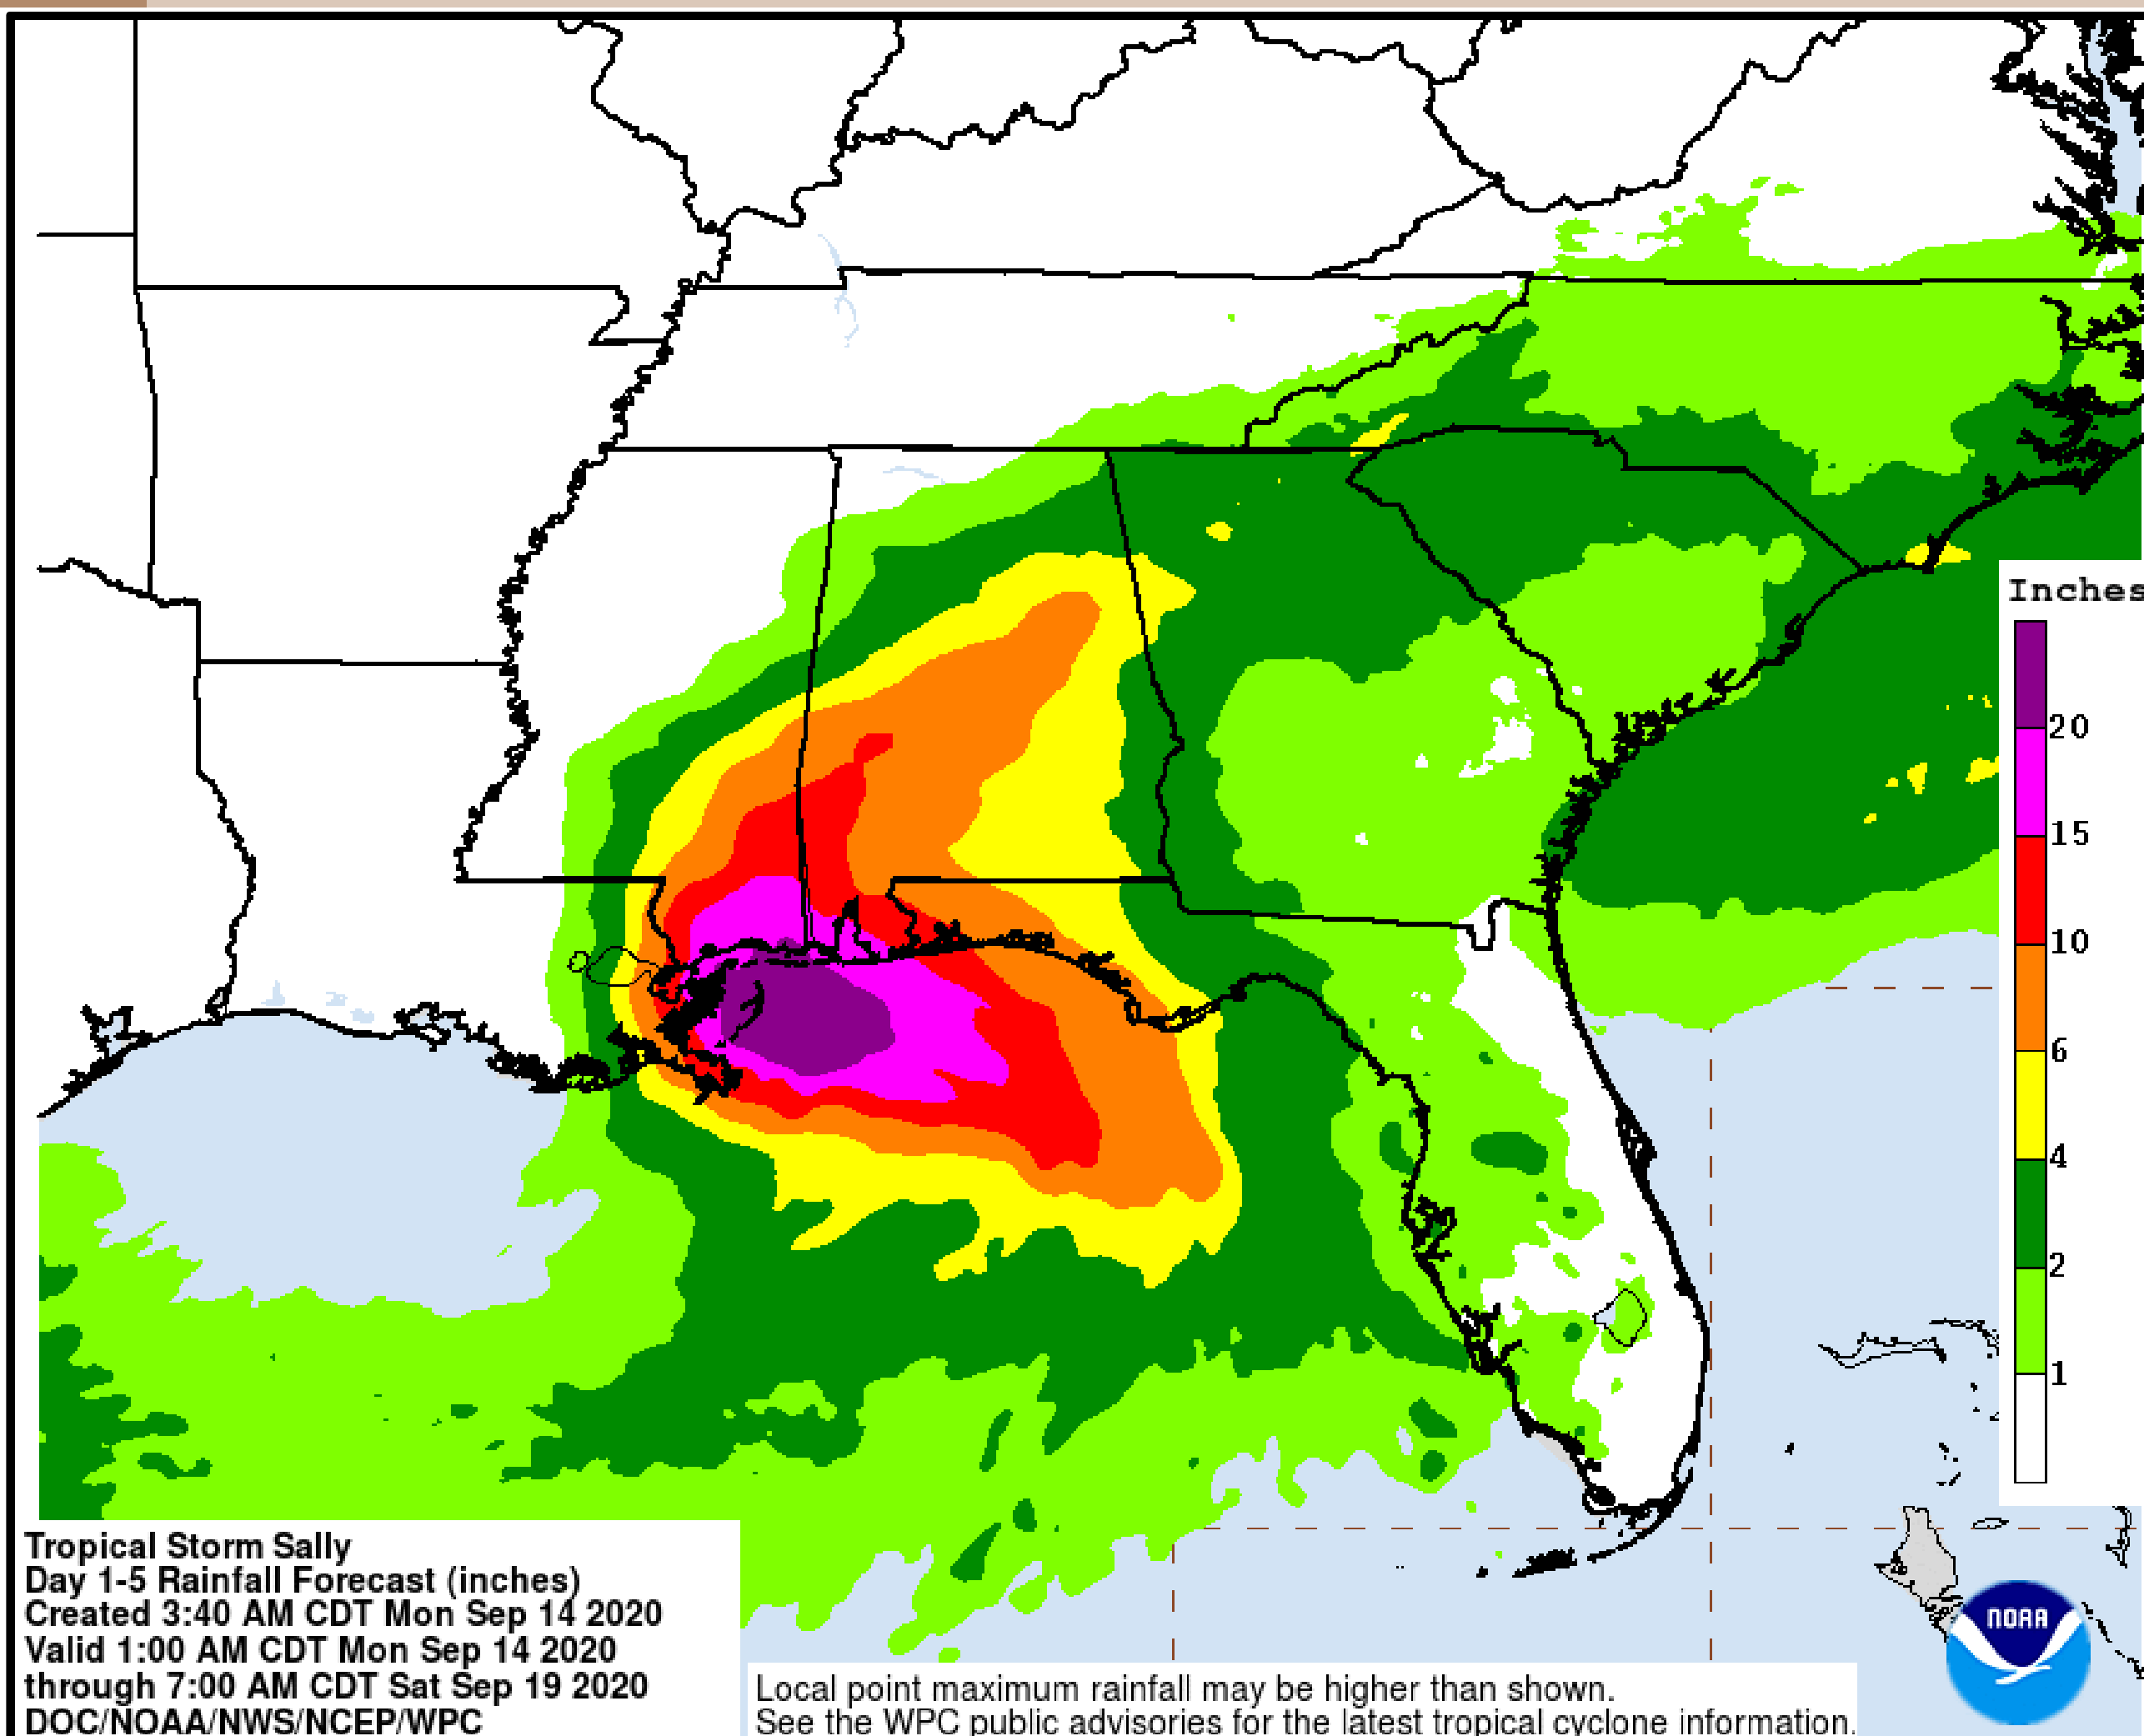 Inches
20
15
10
6
4
2
1
Tropical Storm Sally
Day 1-5 Rainfall Forecast (inches)
Created 3:40 AM CDT Mon Sep 14 2020
Valid 1:00 AM CDT Mon Sep 14 2020
through 7:00 AM CDT Sat Sep 19 2020
DOC/NOAA/NWS/NCEP/WPC
Local point maximum rainfall may be higher than shown.
See the WPC public advisories for the latest tropical cyclone information.
NOAA